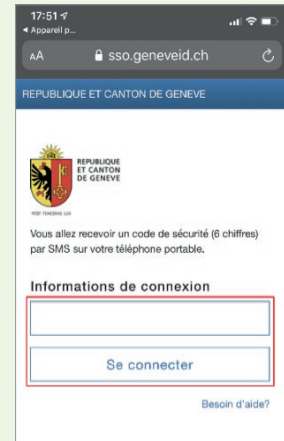 17:51
◀ Appareil p...
AA sso.geneveid.ch
REPUBLIQUE ET CANTON DE GENEVE
REPUBLIQUE
ET CANTON
DE GENEVE
POST TENEBRAS LUX
Vous allez recevoir un code de sécurité (6 chiffres)
par SMS sur votre téléphone portable.
Informations de connexion
Se connecter
Besoin d'aide?